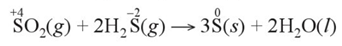 +4 -2 0
SO₂(g) + 2H₂S(g) ⟶ 3S(s) + 2H₂O(l)